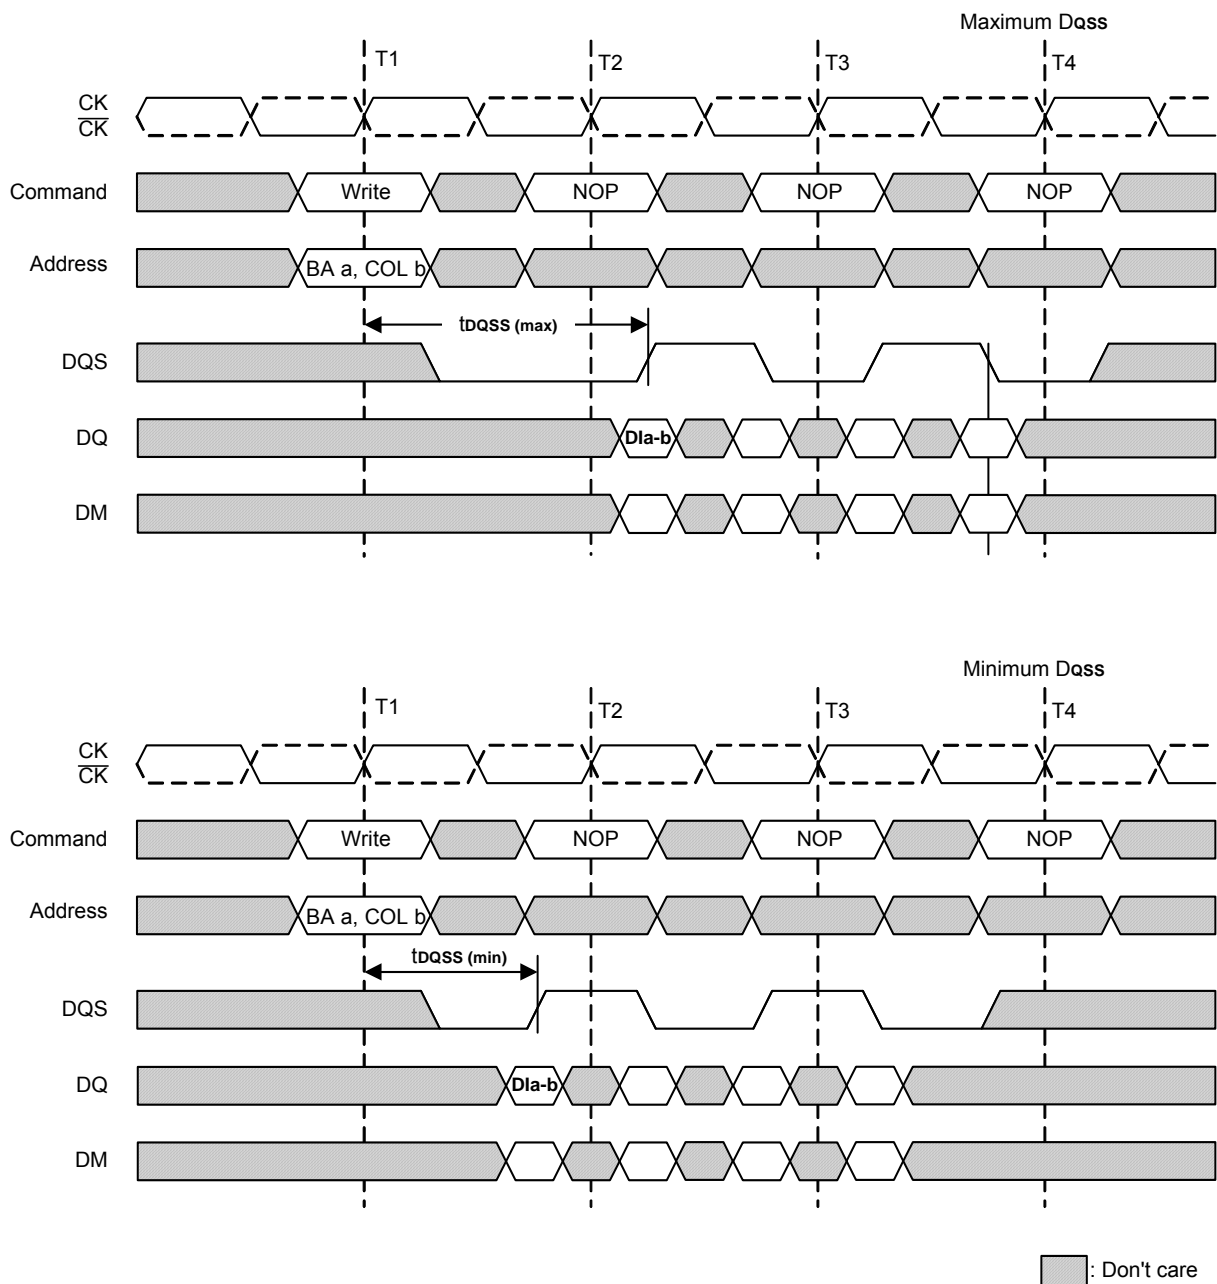 Maximum DQSS
T1 T2 T3 T4
CK
CK
Command Write NOP NOP NOP
Address BA a, COL b
tDQSS (max)
DQS
DQ DIa-b
DM
Minimum DQSS
T1 T2 T3 T4
CK
CK
Command Write NOP NOP NOP
Address BA a, COL b
tDQSS (min)
DQS
DQ DIa-b
DM
: Don't care